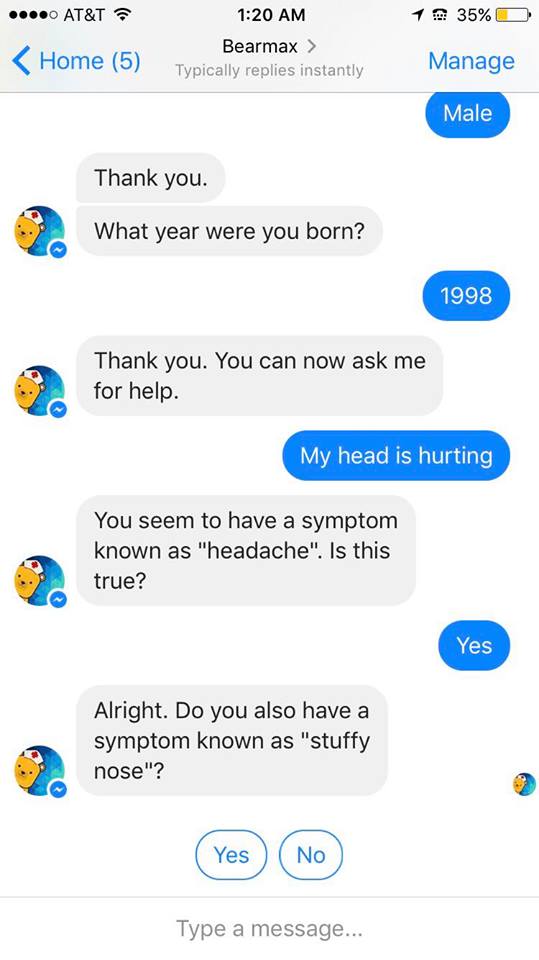 AT&T 1:20 AM 35%
Home (5) Bearmax Manage
Typically replies instantly
Male
Thank you.
What year were you born?
1998
Thank you. You can now ask me
for help.
My head is hurting
You seem to have a symptom
known as "headache". Is this
true?
Yes
Alright. Do you also have a
symptom known as "stuffy
nose"?
Yes No
Type a message...